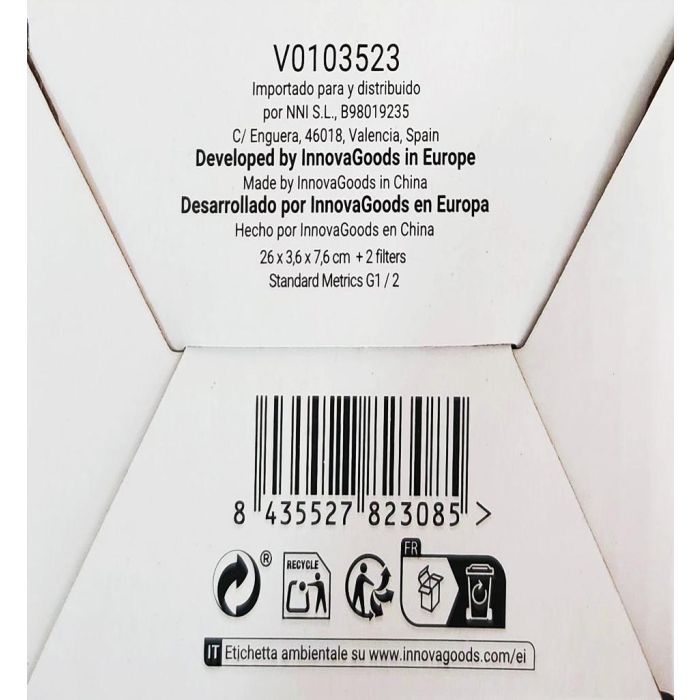 V0103523
Importado para y distribuido
por NNI S.L., B98019235
C/ Enguera, 46018, Valencia, Spain
Developed by InnovaGoods in Europe
Made by InnovaGoods in China
Desarrollado por InnovaGoods en Europa
Hecho por InnovaGoods en China
26 x 3,6 x 7,6 cm + 2 filters
Standard Metrics G1 / 2
8 435527 823085 >
®
RECYCLE
FR
IT Etichetta ambientale su www.innovagoods.com/ei